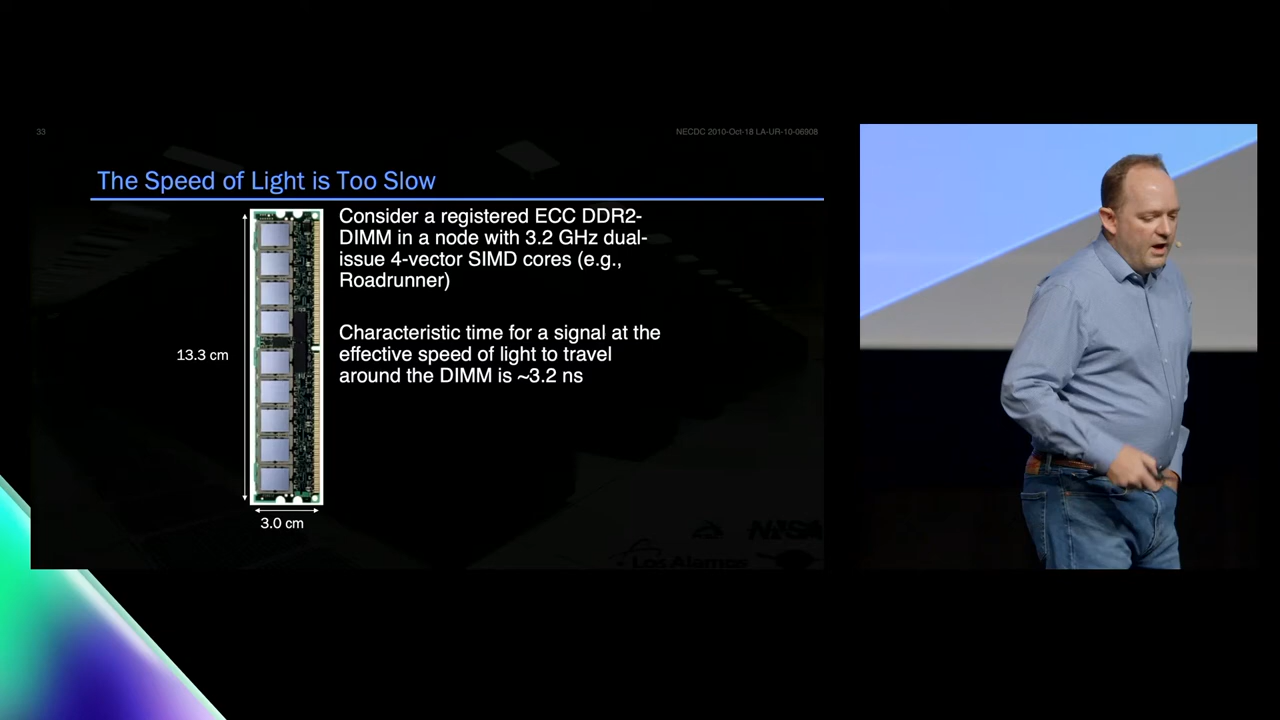 33
NECDC 2010-Oct-18 LA-UR-10-06908
The Speed of Light is Too Slow
Consider a registered ECC DDR2-
DIMM in a node with 3.2 GHz dual-
issue 4-vector SIMD cores (e.g.,
Roadrunner)
Characteristic time for a signal at the
effective speed of light to travel
around the DIMM is ~3.2 ns
13.3 cm
3.0 cm
NASA
Los Alamos